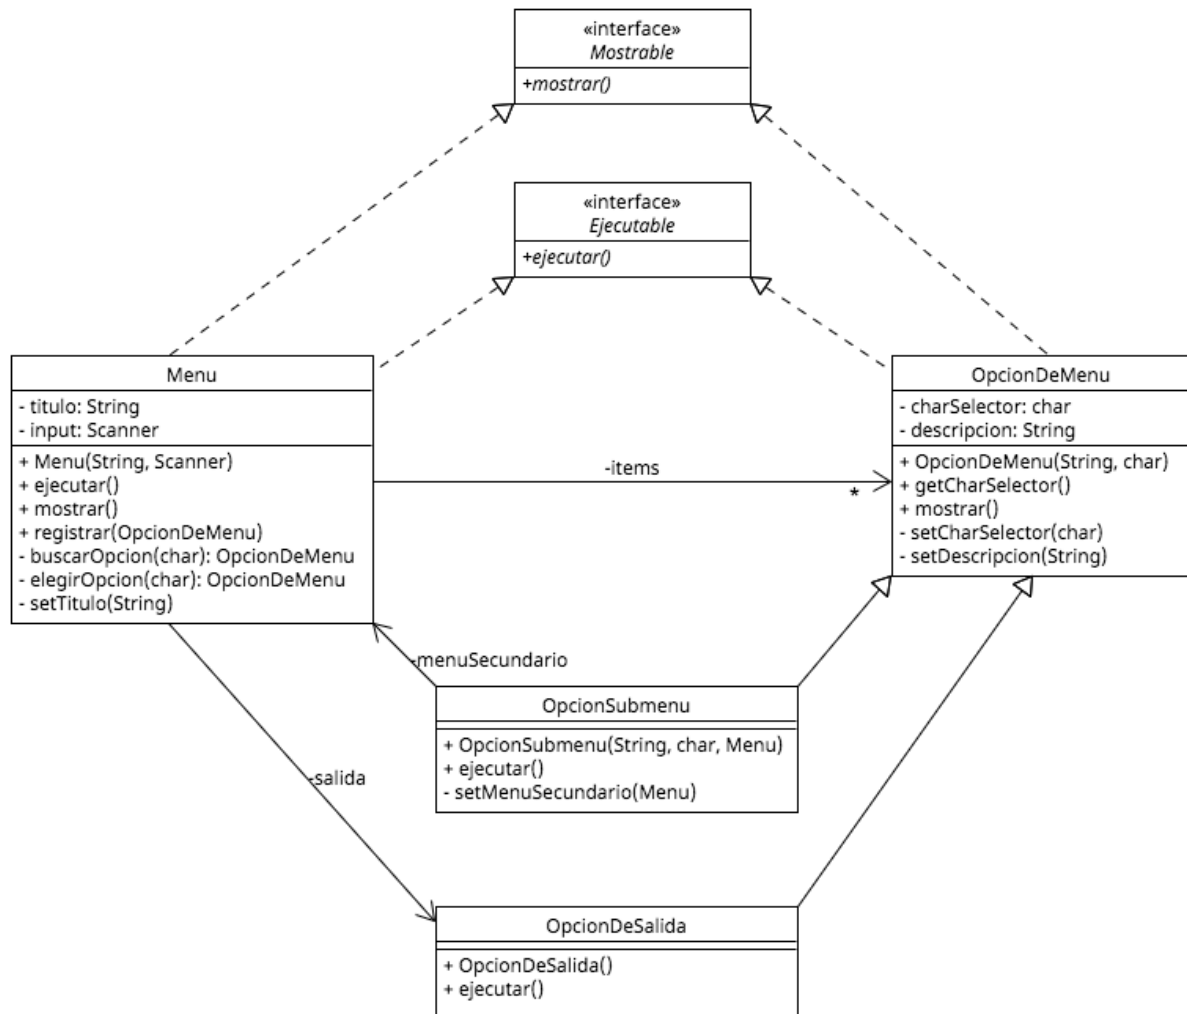 «interface»
Mostrable
+mostrar()
«interface»
Ejecutable
+ejecutar()
Menu
- titulo: String
- input: Scanner
+ Menu(String, Scanner)
+ ejecutar()
+ mostrar()
+ registrar(OpcionDeMenu)
- buscarOpcion(char): OpcionDeMenu
- elegirOpcion(char): OpcionDeMenu
- setTitulo(String)
-items
*
OpcionDeMenu
- charSelector: char
- descripcion: String
+ OpcionDeMenu(String, char)
+ getCharSelector()
+ mostrar()
- setCharSelector(char)
- setDescripcion(String)
-menuSecundario
OpcionSubmenu
+ OpcionSubmenu(String, char, Menu)
+ ejecutar()
- setMenuSecundario(Menu)
-salida
OpcionDeSalida
+ OpcionDeSalida()
+ ejecutar()